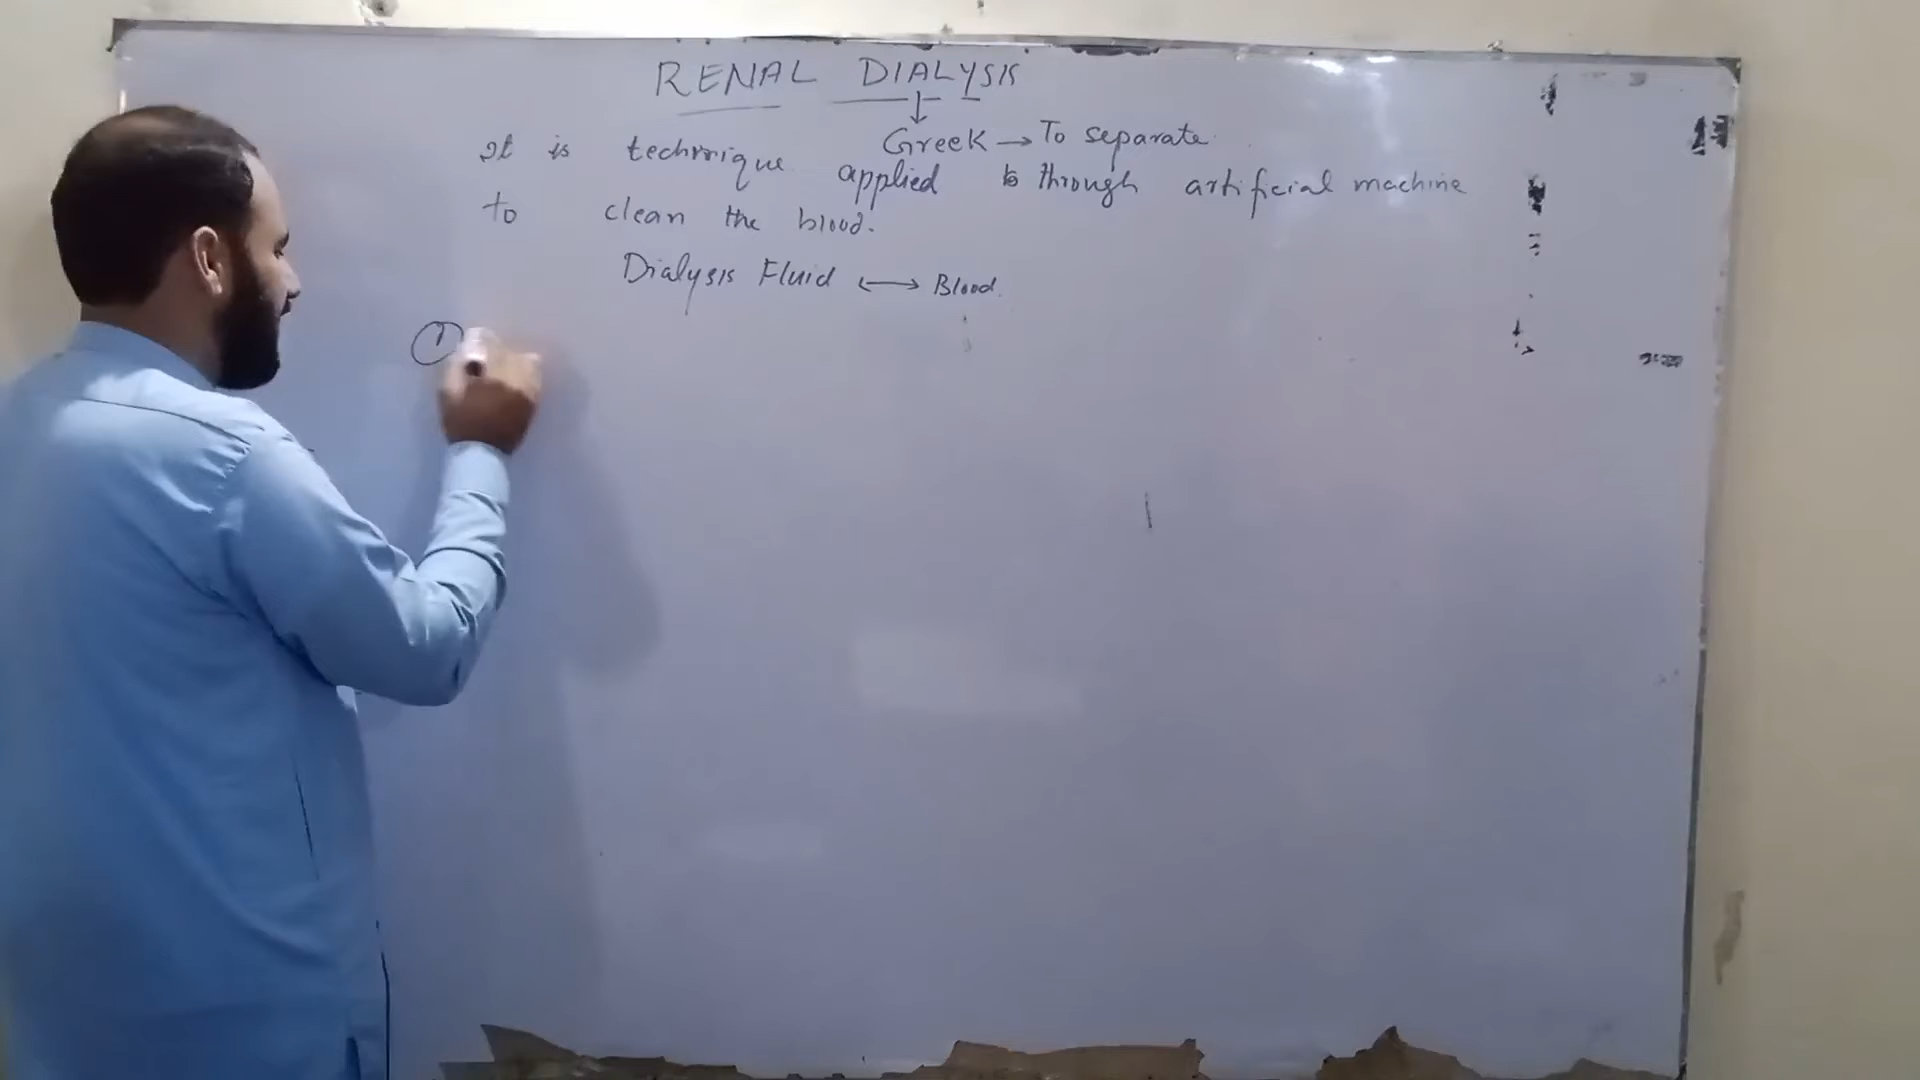 RENAL DIALYSIS
↓
Greek → To separate.
It is technique applied to through artificial machine
to clean the blood.
Dialysis Fluid ↔ Blood.
①